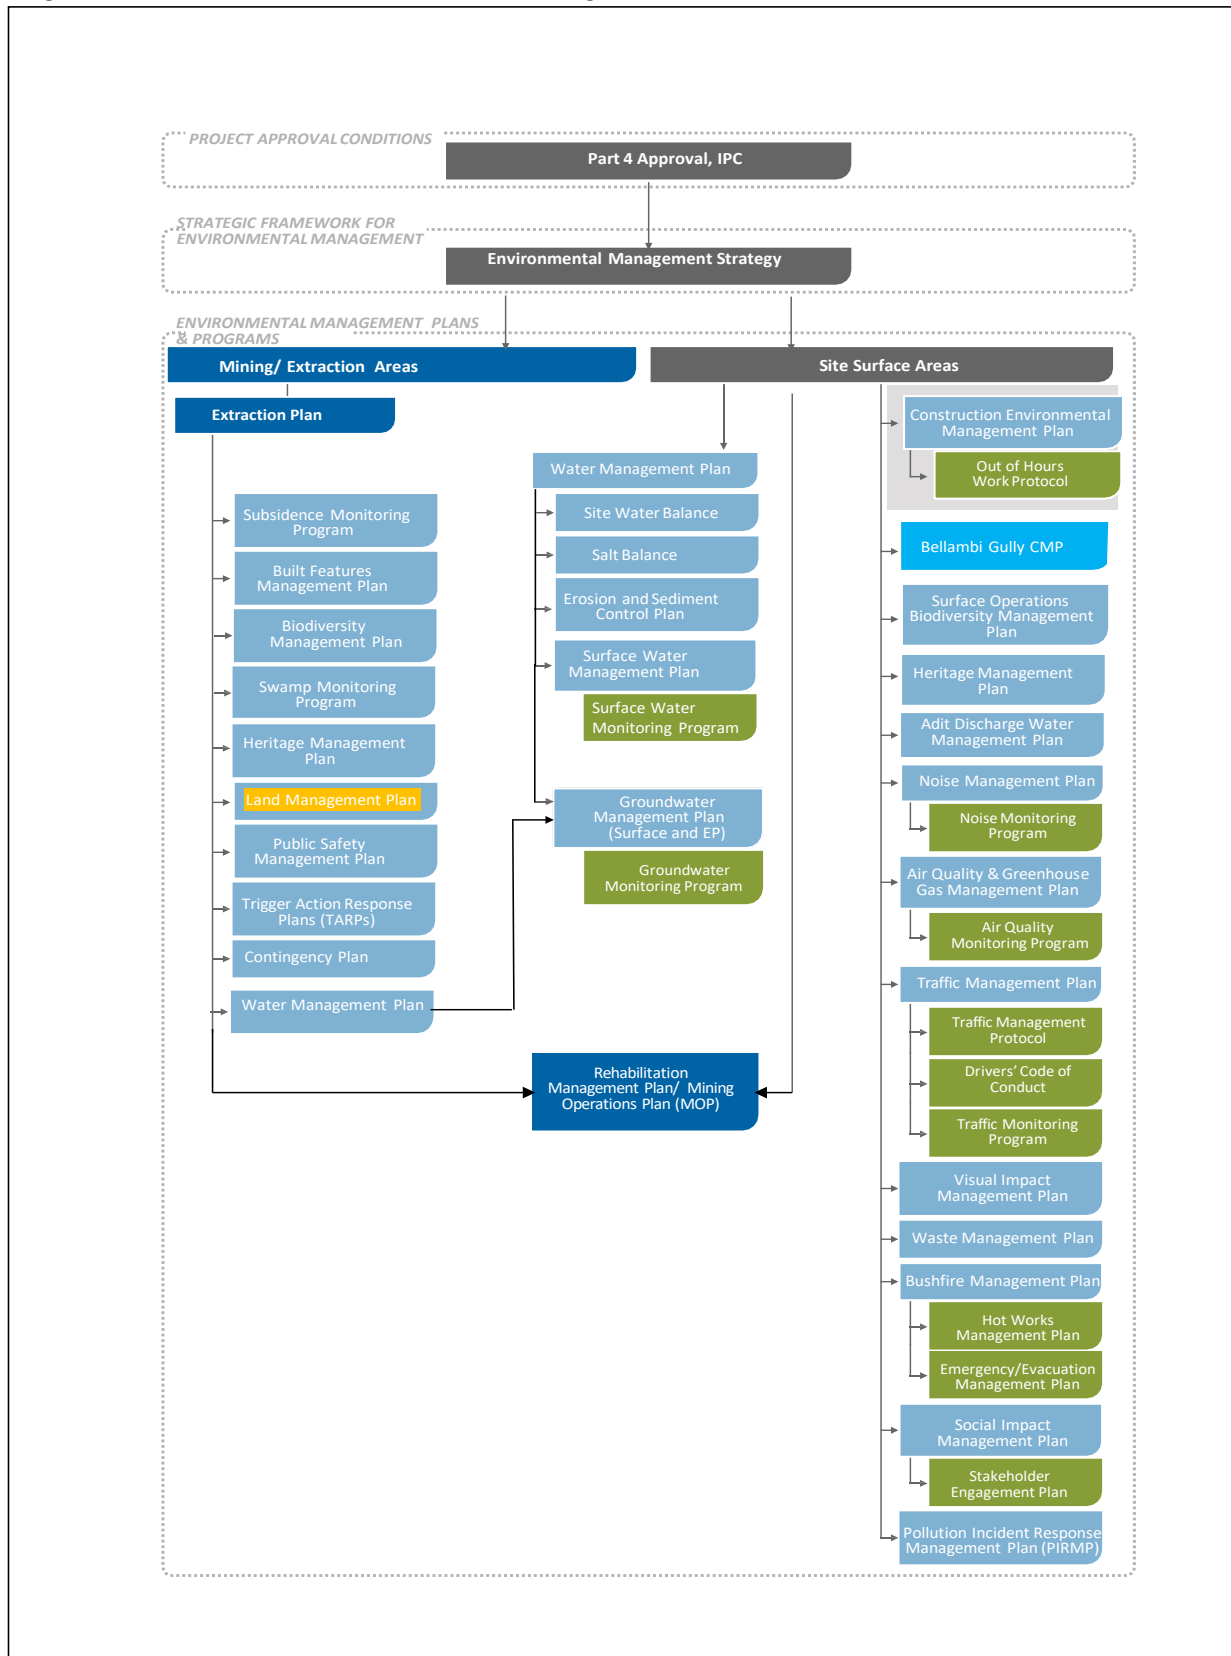 PROJECT APPROVAL CONDITIONS
Part 4 Approval, IPC
STRATEGIC FRAMEWORK FOR
ENVIRONMENTAL MANAGEMENT
Environmental Management Strategy
ENVIRONMENTAL MANAGEMENT PLANS
& PROGRAMS
Mining/ Extraction Areas
Extraction Plan
Subsidence Monitoring
Program
Built Features
Management Plan
Biodiversity
Management Plan
Swamp Monitoring
Program
Heritage Management
Plan
Land Management Plan
Public Safety
Management Plan
Trigger Action Response
Plans (TARPs)
Contingency Plan
Water Management Plan
Site Surface Areas
Water Management Plan
Site Water Balance
Salt Balance
Erosion and Sediment
Control Plan
Surface Water
Management Plan
Surface Water
Monitoring Program
Groundwater
Management Plan
(Surface and EP)
Groundwater
Monitoring Program
Rehabilitation
Management Plan/ Mining
Operations Plan (MOP)
Construction Environmental
Management Plan
Out of Hours
Work Protocol
Bellambi Gully CMP
Surface Operations
Biodiversity Management
Plan
Heritage Management
Plan
Adit Discharge Water
Management Plan
Noise Management Plan
Noise Monitoring
Program
Air Quality & Greenhouse
Gas Management Plan
Air Quality
Monitoring Program
Traffic Management Plan
Traffic Management
Protocol
Drivers' Code of
Conduct
Traffic Monitoring
Program
Visual Impact
Management Plan
Waste Management Plan
Bushfire Management Plan
Hot Works
Management Plan
Emergency/Evacuation
Management Plan
Social Impact
Management Plan
Stakeholder
Engagement Plan
Pollution Incident Response
Management Plan (PIRMP)